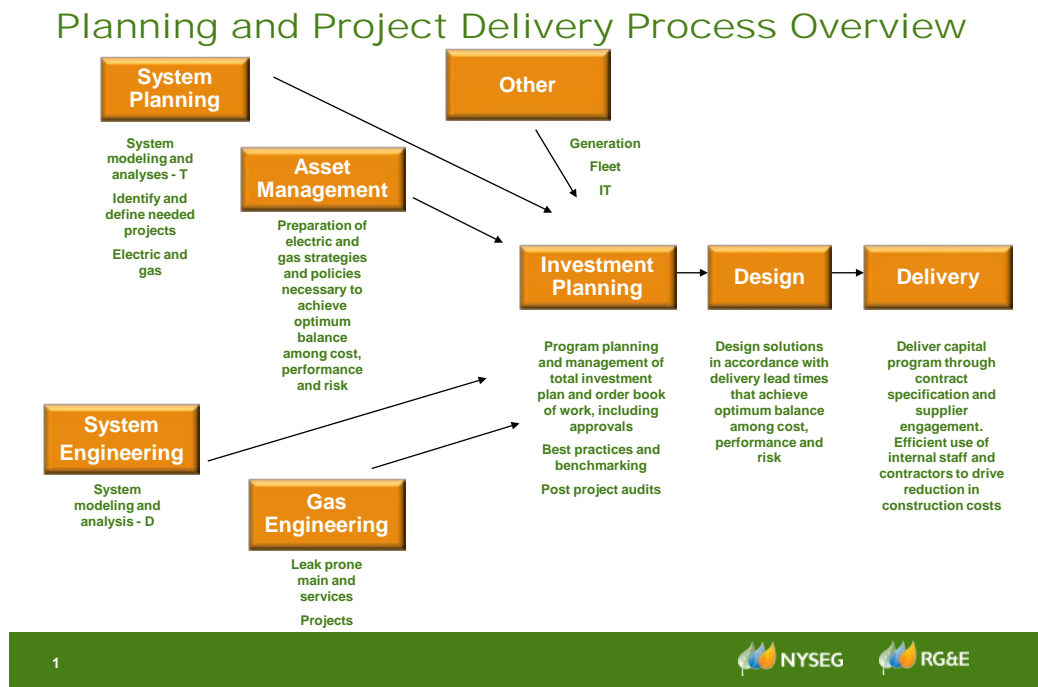 Planning and Project Delivery Process Overview
System
Planning
System
modeling and
analyses - T
Identify and
define needed
projects
Electric and
gas
Other
Generation
Fleet
IT
Asset
Management
Preparation of
electric and
gas strategies
and policies
necessary to
achieve
optimum
balance
among cost,
performance
and risk
Investment
Planning
Program planning
and management of
total investment
plan and order book
of work, including
approvals
Best practices and
benchmarking
Post project audits
Design
Design solutions
in accordance with
delivery lead times
that achieve
optimum balance
among cost,
performance and
risk
Delivery
Deliver capital
program through
contract
specification and
supplier
engagement.
Efficient use of
internal staff and
contractors to drive
reduction in
construction costs
System
Engineering
System
modeling and
analysis - D
Gas
Engineering
Leak prone
main and
services
Projects
1
NYSEG
RG&E